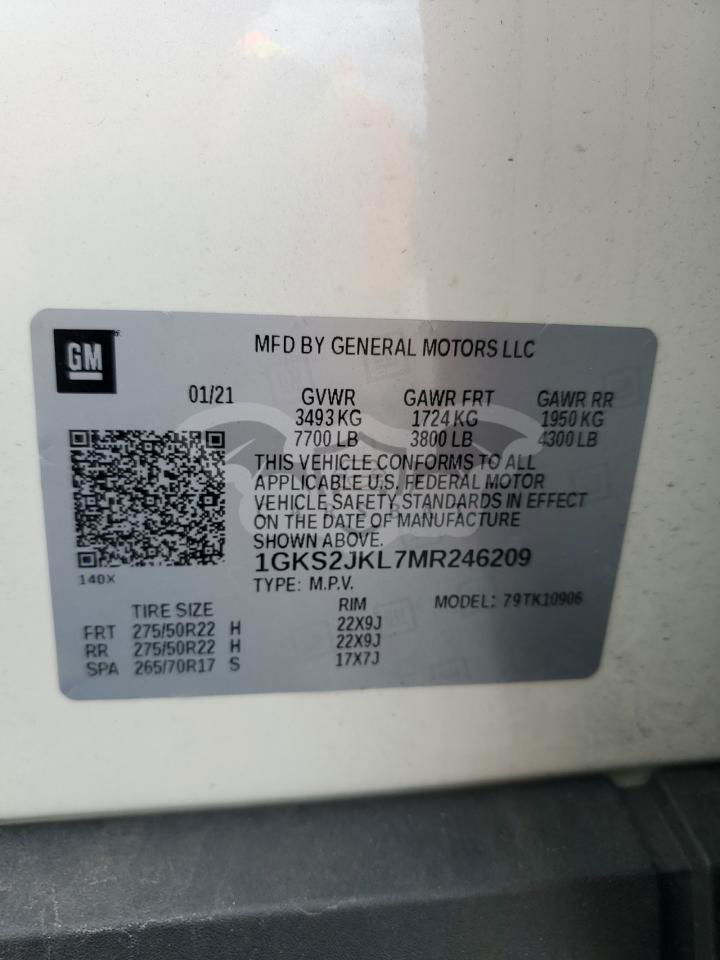 GM
MFD BY GENERAL MOTORS LLC
01/21 GVWR GAWR FRT GAWR RR
3493 KG 1724 KG 1950 KG
7700 LB 3800 LB 4300 LB
THIS VEHICLE CONFORMS TO ALL
APPLICABLE U.S. FEDERAL MOTOR
VEHICLE SAFETY STANDARDS IN EFFECT
ON THE DATE OF MANUFACTURE
SHOWN ABOVE.
140X
1GKS2JKL7MR246209
TYPE: M.P.V. MODEL: 79TK10906
TIRE SIZE RIM
FRT 275/50R22 H 22X9J
RR 275/50R22 H 22X9J
SPA 265/70R17 S 17X7J